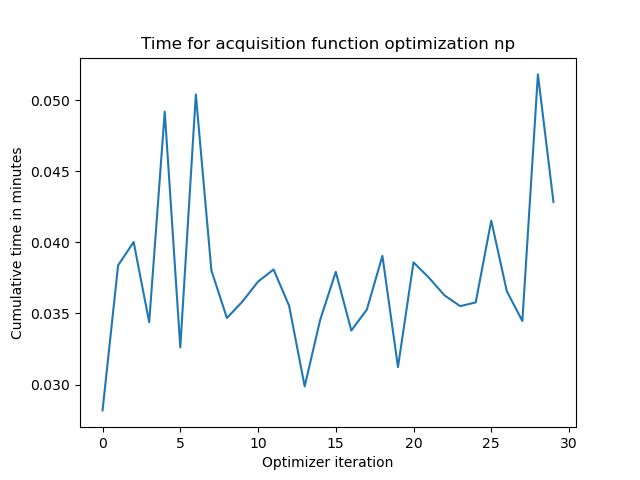 Time for acquisition function optimization np
Cumulative time in minutes
0.050
0.045
0.040
0.035
0.030
0 5 10 15 20 25 30
Optimizer iteration